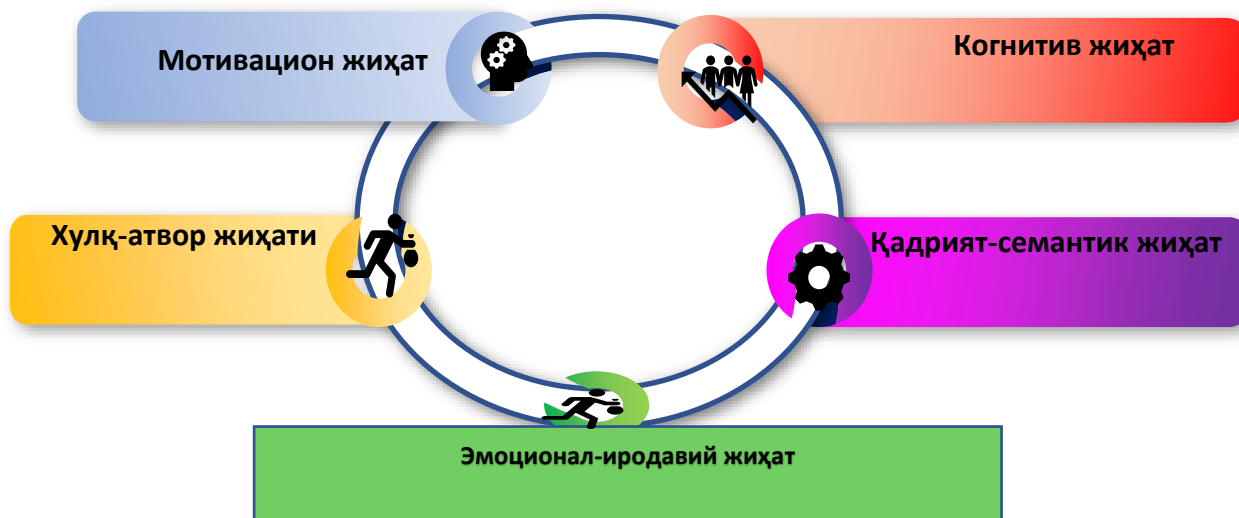 Мотивацион жиҳат
Когнитив жиҳат
Хулқ-атвор жиҳати
Қадрият-семантик жиҳат
Эмоционал-иродавий жиҳат